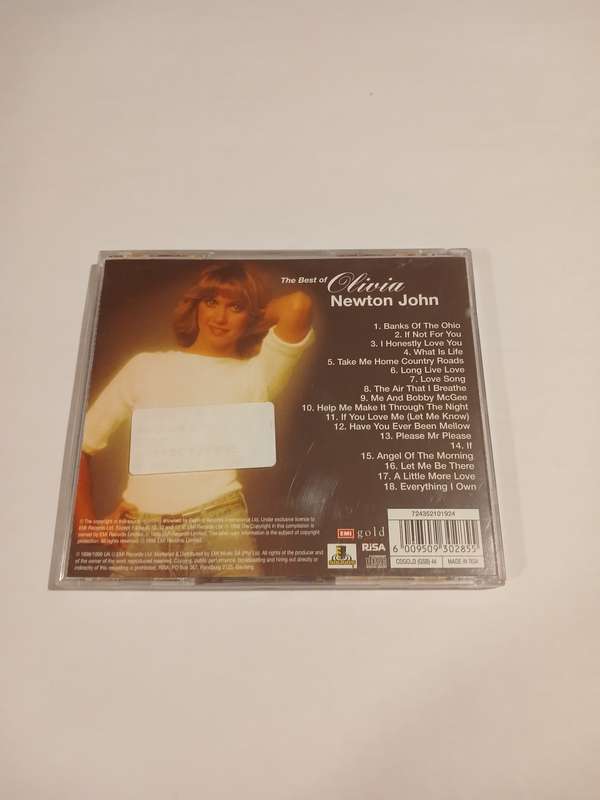 The Best of Olivia
Newton John
1. Banks Of The Ohio
2. If Not For You
3. I Honestly Love You
4. What Is Life
5. Take Me Home Country Roads
6. Long Live Love
7. Love Song
8. The Air That I Breathe
9. Me And Bobby McGee
10. Help Me Make It Through The Night
11. If You Love Me (Let Me Know)
12. Have You Ever Been Mellow
13. Please Mr Please
14. If
15. Angel Of The Morning
16. Let Me Be There
17. A Little More Love
18. Everything I Own
EMI gold
RiSA
724352101924
6 009509 302855
CDGOLD (GSB) 44
MADE IN RSA